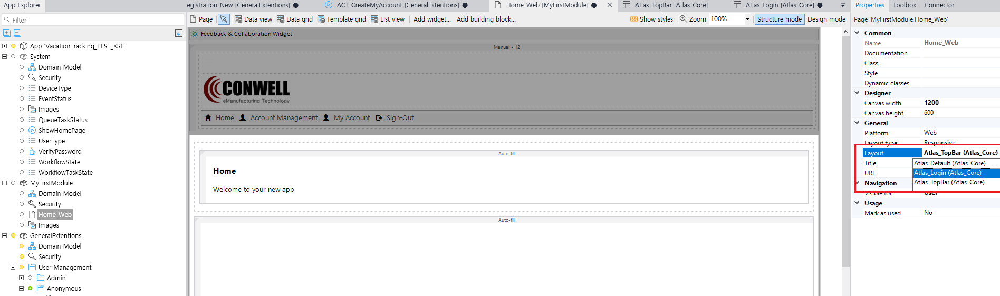 App Explorer
egistration_New [GeneralExtentions]
ACT_CreateMyAccount [GeneralExtentions]
Home_Web [MyFirstModule]
Atlas_TopBar [Atlas_Core]
Atlas_Login [Atlas_Core]
Properties
Toolbox
Connector
Filter
Page
Data view
Data grid
Template grid
List view
Add widget...
Add building block...
Show styles
Zoom
100%
Structure mode
Design mode
Page 'MyFirstModule.Home_Web'
App 'VacationTracking_TEST_KSH'
System
Domain Model
Security
DeviceType
EventStatus
Images
QueueTaskStatus
ShowHomePage
UserType
VerifyPassword
WorkflowState
WorkflowTaskState
MyFirstModule
Domain Model
Security
Home_Web
Images
GeneralExtentions
Domain Model
Security
User Management
Admin
Anonymous
Feedback & Collaboration Widget
Manual - 12
CONWELL
eManufacturing Technology
Home
Account Management
My Account
Sign-Out
Auto-fill
Home
Welcome to your new app
Auto-fill
Common
Name Home_Web
Documentation
Class
Style
Dynamic classes
Designer
Canvas width 1200
Canvas height 600
General
Platform Web
Layout type Responsive
Layout Atlas_TopBar (Atlas_Core)
Title Atlas_Default (Atlas_Core)
URL Atlas_Login (Atlas_Core)
Navigation Atlas_TopBar (Atlas_Core)
Visible for User
Usage
Mark as used No